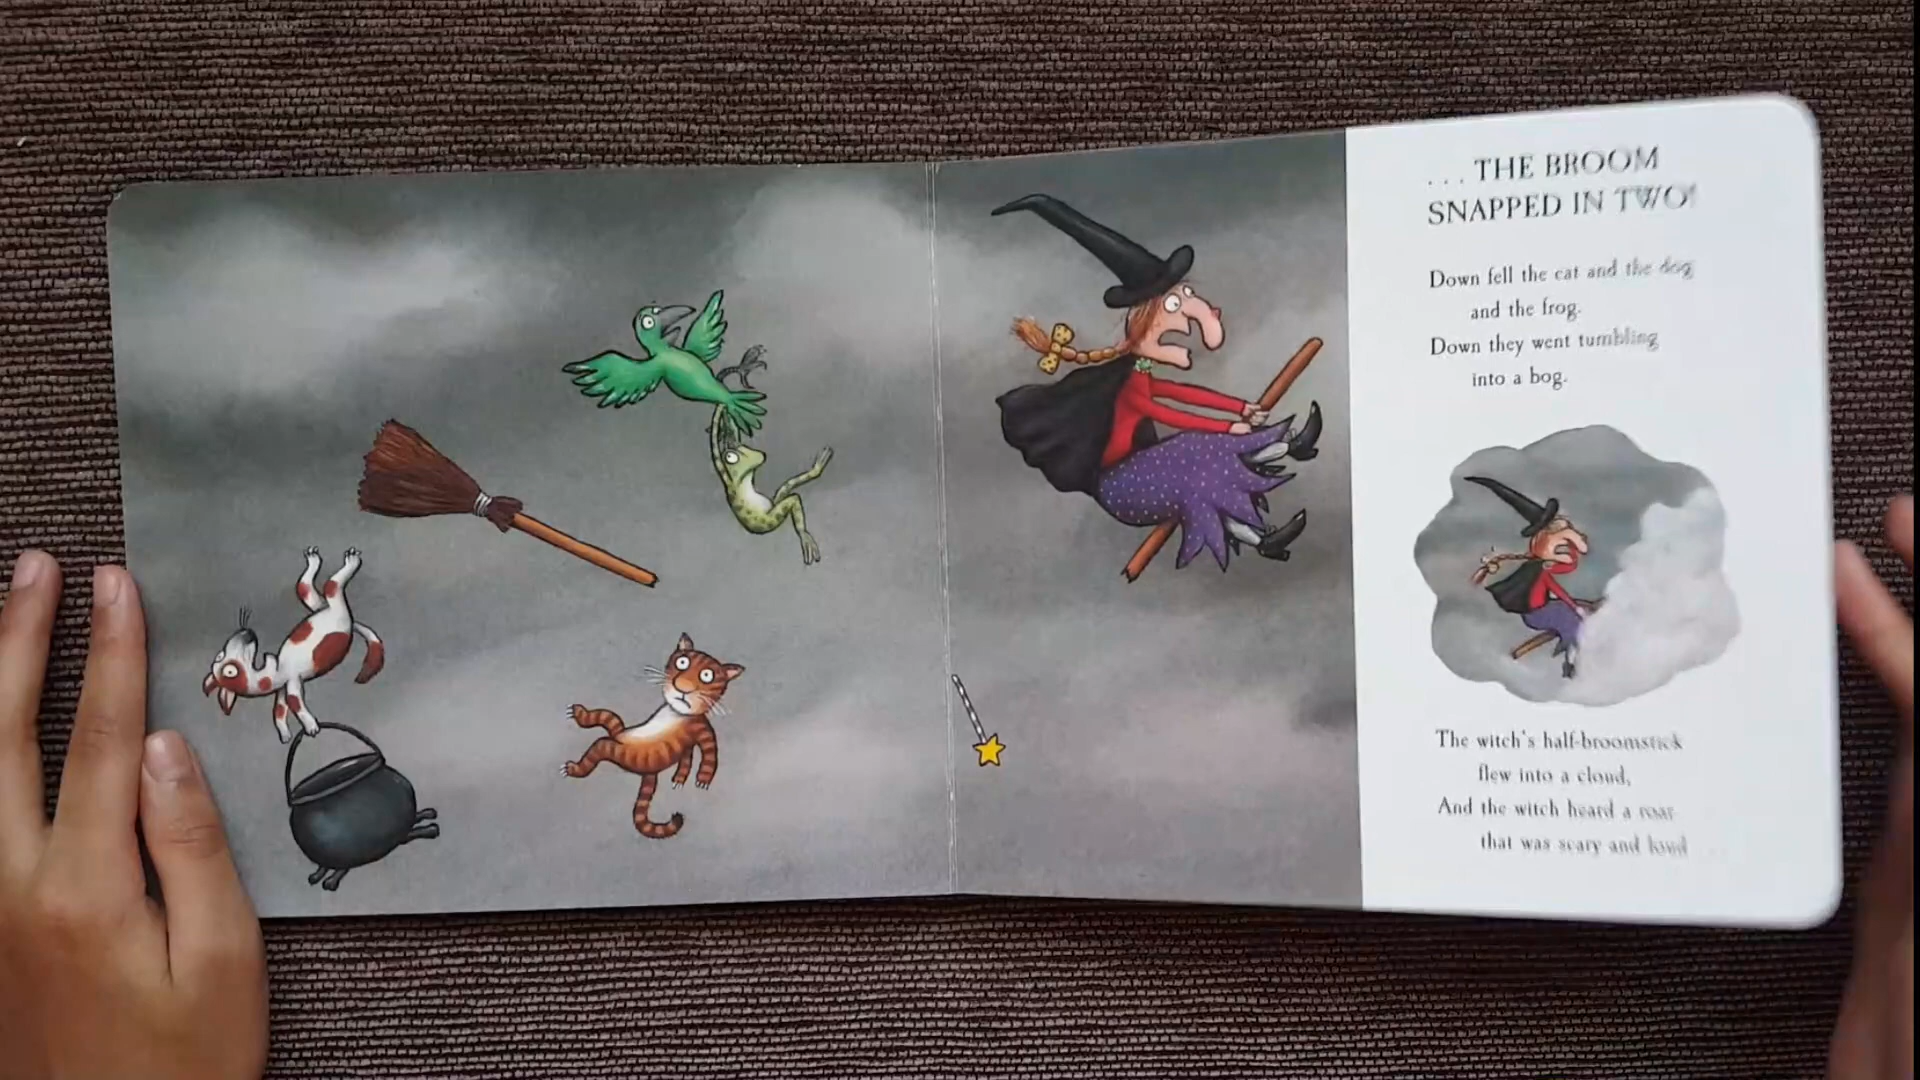 . . . THE BROOM
SNAPPED IN TWO!
Down fell the cat and the dog
and the frog.
Down they went tumbling
into a bog.
The witch's half-broomstick
flew into a cloud,
And the witch heard a roar
that was scary and loud . . .